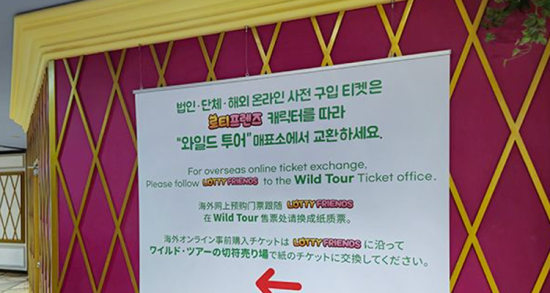 법인·단체·해외 온라인 사전 구입 티켓은
로티프렌즈 캐릭터를 따라
“와일드 투어” 매표소에서 교환하세요.
For overseas online ticket exchange,
Please follow LOTTY FRIENDS to the Wild Tour Ticket office.
海外网上预购门票跟随 LOTTY FRIENDS
在 Wild Tour 售票处请换成纸质票。
海外オンライン事前購入チケットは LOTTY FRIENDS に沿って
ワイルド・ツアーの切符売り場で紙のチケットに交換してください。